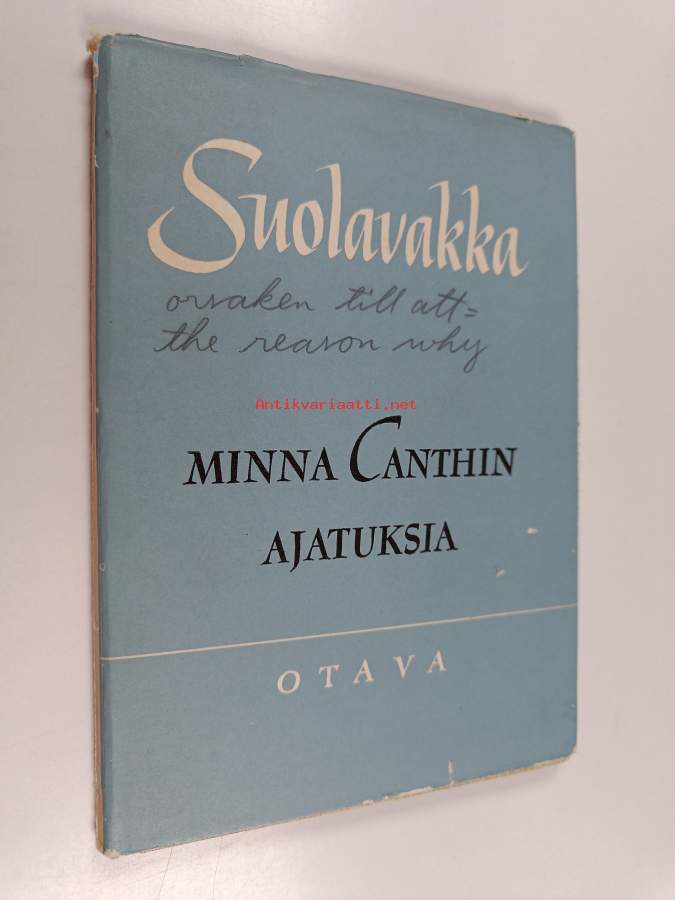 Suolavakka
orsaken till att=
the reason why
Antikvariaatti.net
MINNA CANTHIN
AJATUKSIA
OTAVA